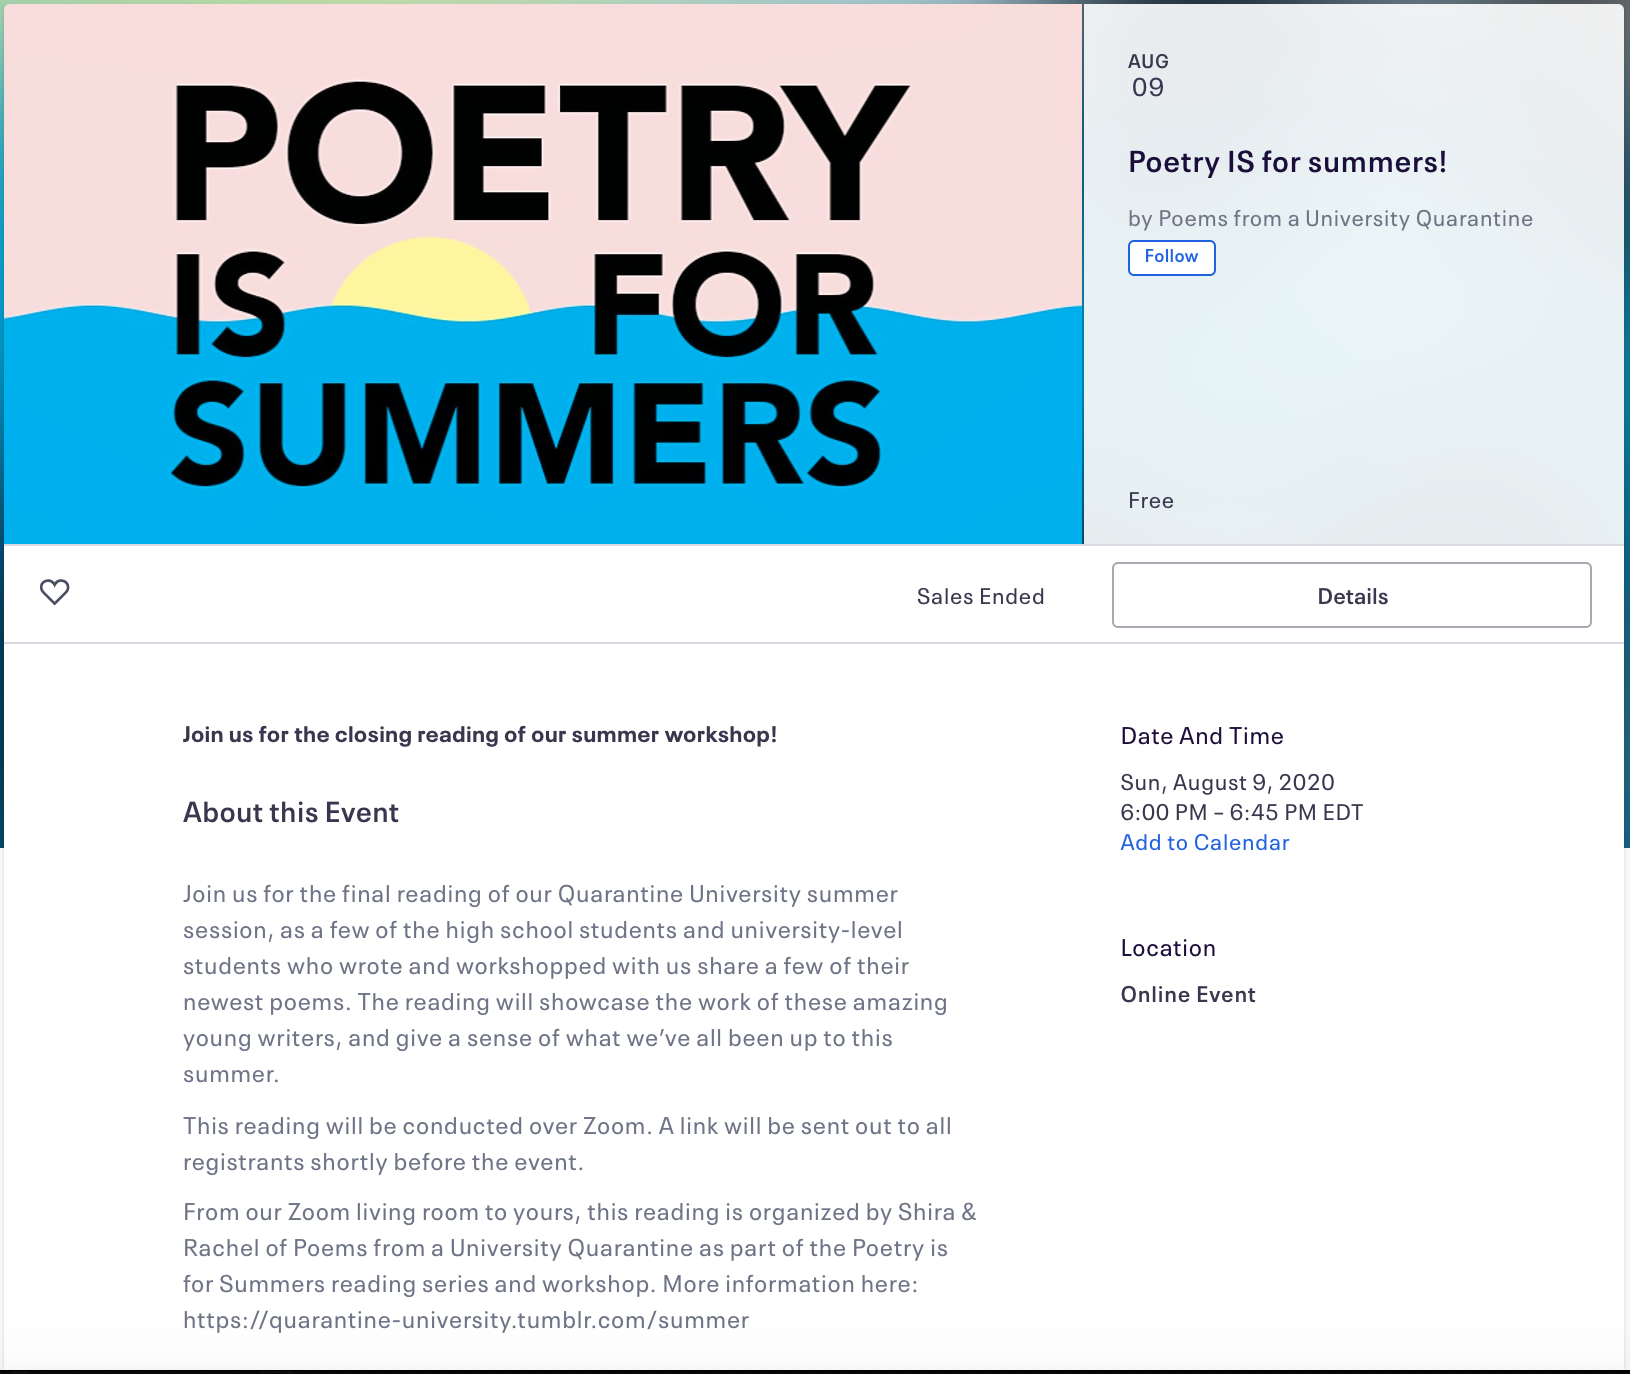 POETRY
IS FOR
SUMMERS
AUG
09
Poetry IS for summers!
by Poems from a University Quarantine
Follow
Free
Sales Ended
Details
Join us for the closing reading of our summer workshop!
About this Event
Join us for the final reading of our Quarantine University summer
session, as a few of the high school students and university-level
students who wrote and workshopped with us share a few of their
newest poems. The reading will showcase the work of these amazing
young writers, and give a sense of what we’ve all been up to this
summer.
This reading will be conducted over Zoom. A link will be sent out to all
registrants shortly before the event.
From our Zoom living room to yours, this reading is organized by Shira &
Rachel of Poems from a University Quarantine as part of the Poetry is
for Summers reading series and workshop. More information here:
https://quarantine-university.tumblr.com/summer
Date And Time
Sun, August 9, 2020
6:00 PM – 6:45 PM EDT
Add to Calendar
Location
Online Event